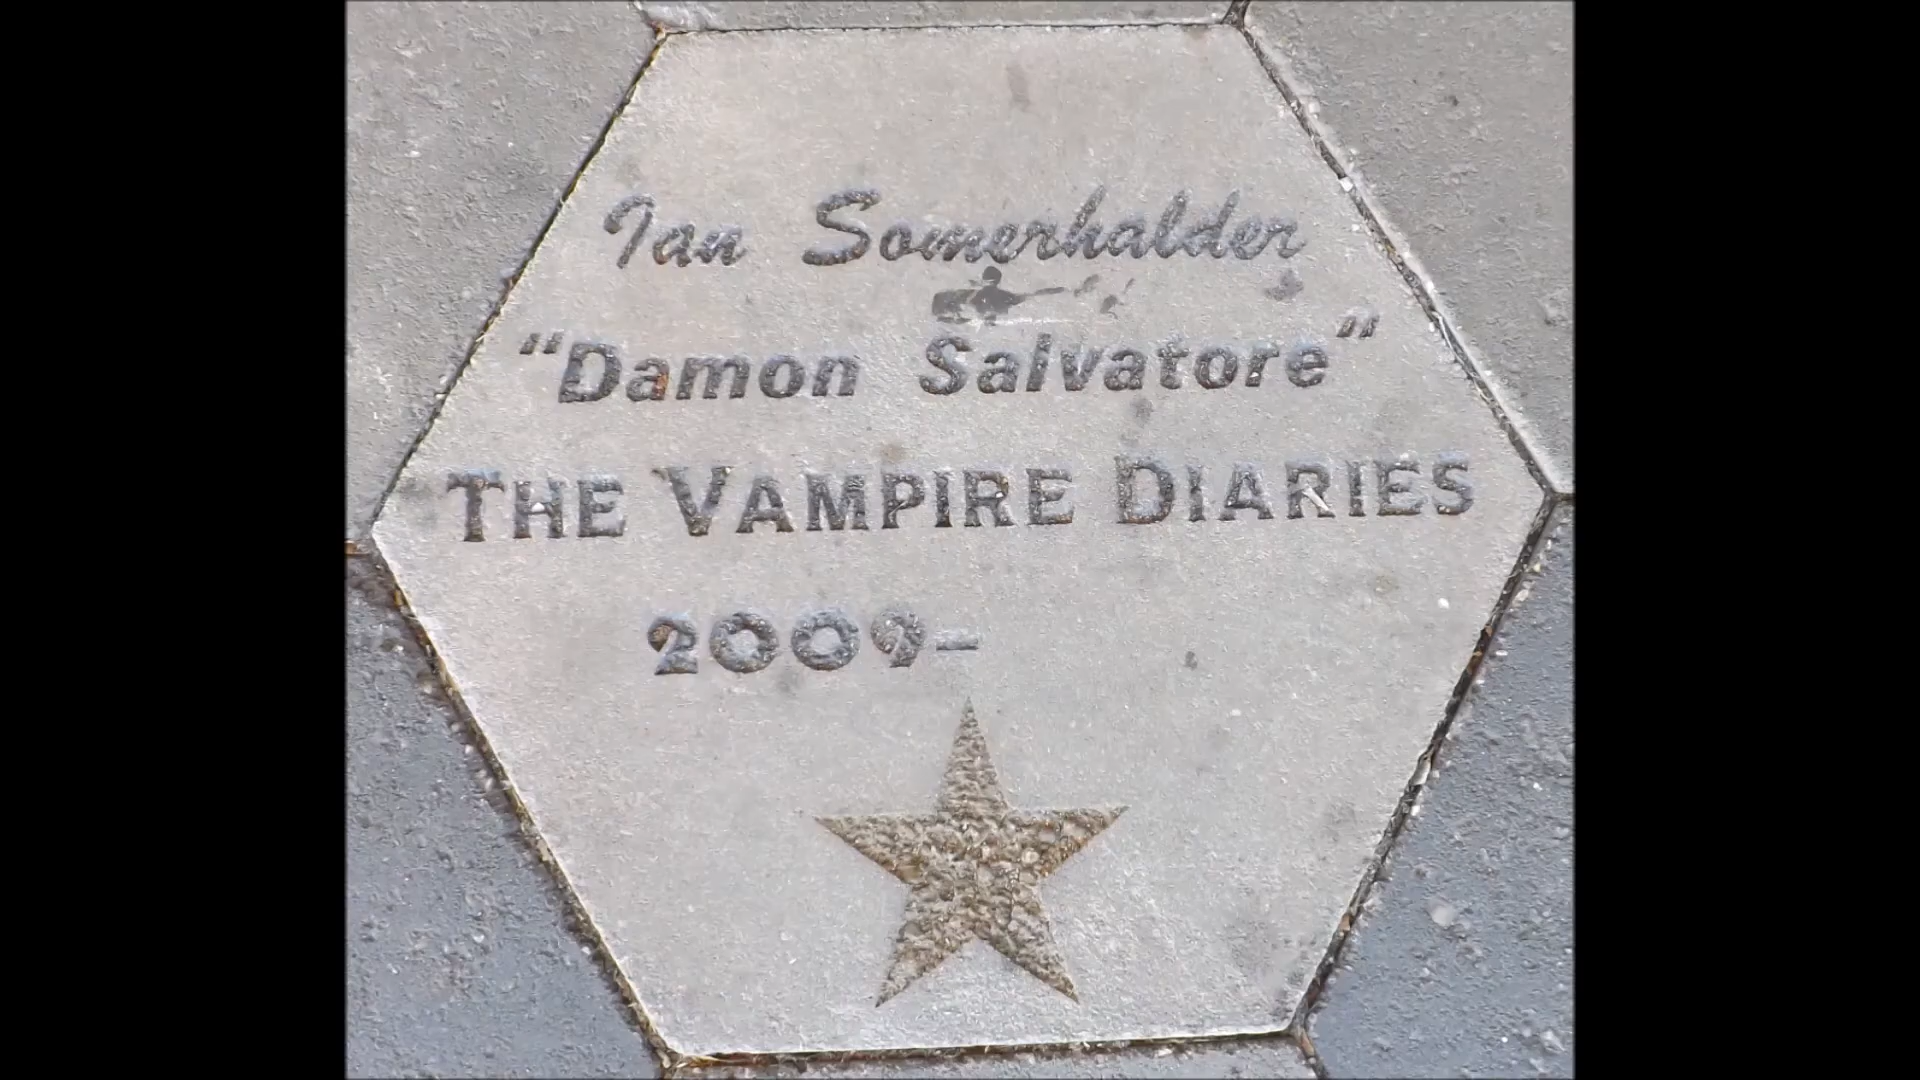 Ian Somerhalder
"Damon Salvatore"
THE VAMPIRE DIARIES
2009-